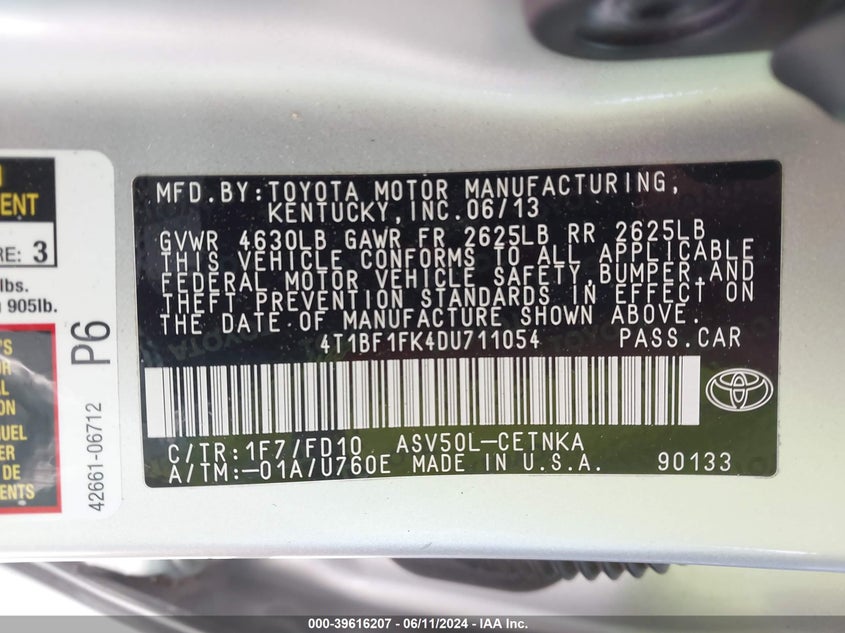 MFD.BY:TOYOTA MOTOR MANUFACTURING,
KENTUCKY,INC.06/13
GVWR 4630LB GAWR FR 2625LB RR 2625LB
THIS VEHICLE CONFORMS TO ALL APPLICABLE
FEDERAL MOTOR VEHICLE SAFETY,BUMPER,AND
THEFT PREVENTION STANDARDS IN EFFECT ON
THE DATE OF MANUFACTURE SHOWN ABOVE.
4T1BF1FK4DU711054 PASS.CAR
C/TR:1F7/FD10 ASV50L-CETNKA
A/TM:-01A/U760E MADE IN U.S.A. 90133
3
lbs.
905lb.
P6
42661-06712
DE
000-39616207 - 06/11/2024 - IAA Inc.